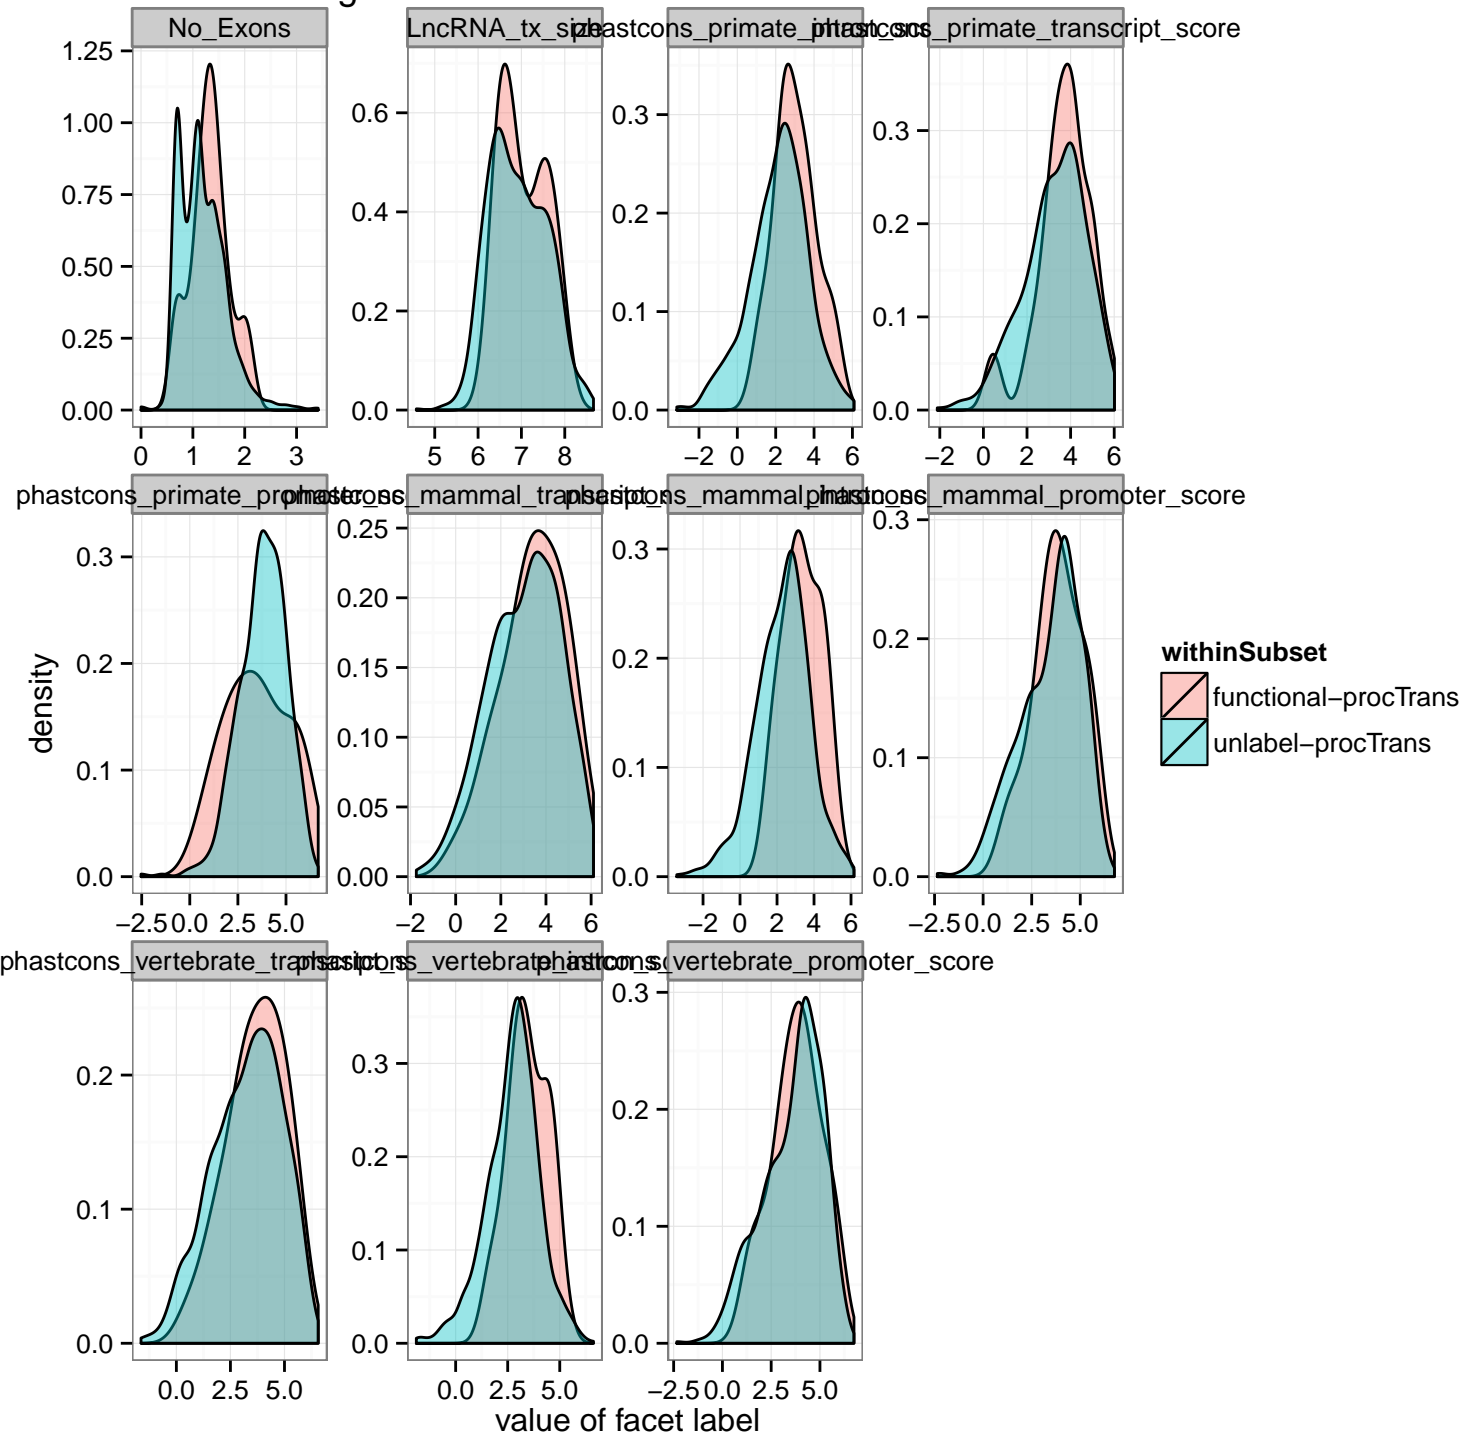 g
No_Exons LncRNA_tx_size phastcons_primate_intron_score phastcons_primate_transcript_score
1.25
1.00
0.75
0.50
0.25
0.00
0.6
0.4
0.2
0.0
0.3
0.2
0.1
0.0
0.3
0.2
0.1
0.0
0 1 2 3
5 6 7 8
−2 0 2 4 6
−2 0 2 4 6
phastcons_primate_promoter_score phastcons_mammal_transcript_score phastcons_mammal_intron_score phastcons_mammal_promoter_score
0.3
0.2
0.1
0.0
0.25
0.20
0.15
0.10
0.05
0.00
0.3
0.2
0.1
0.0
0.3
0.2
0.1
0.0
−2.5 0.0 2.5 5.0
−2 0 2 4 6
−2 0 2 4 6
−2.5 0.0 2.5 5.0
phastcons_vertebrate_transcript_score phastcons_vertebrate_intron_score phastcons_vertebrate_promoter_score
0.2
0.1
0.0
0.3
0.2
0.1
0.0
0.3
0.2
0.1
0.0
0.0 2.5 5.0
0.0 2.5 5.0
−2.5 0.0 2.5 5.0
density
value of facet label
withinSubset
functional−procTrans
unlabel−procTrans